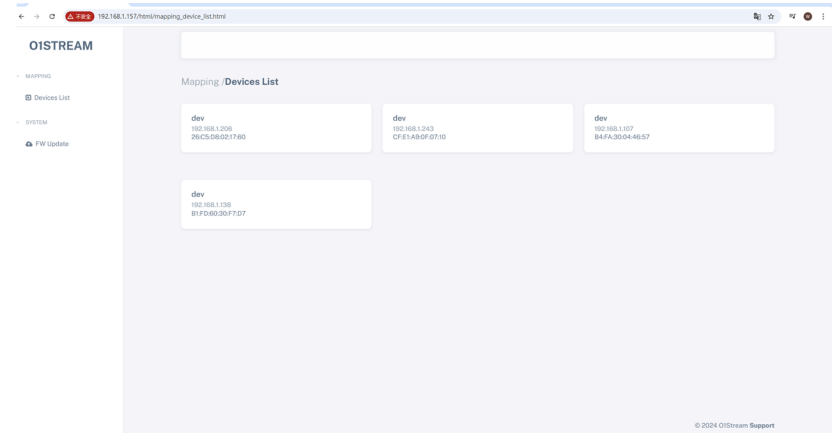 不安全 192.168.1.157/html/mapping_device_list.html
O1STREAM
MAPPING
Devices List
SYSTEM
FW Update
Mapping /Devices List
dev
192.168.1.206
26:C5:D8:02:17:60
dev
192.168.1.243
CF:E1:A9:0F:07:10
dev
192.168.1.107
B4:FA:30:04:46:57
dev
192.168.1.138
B1:FD:60:30:F7:D7
© 2024 O1Stream Support